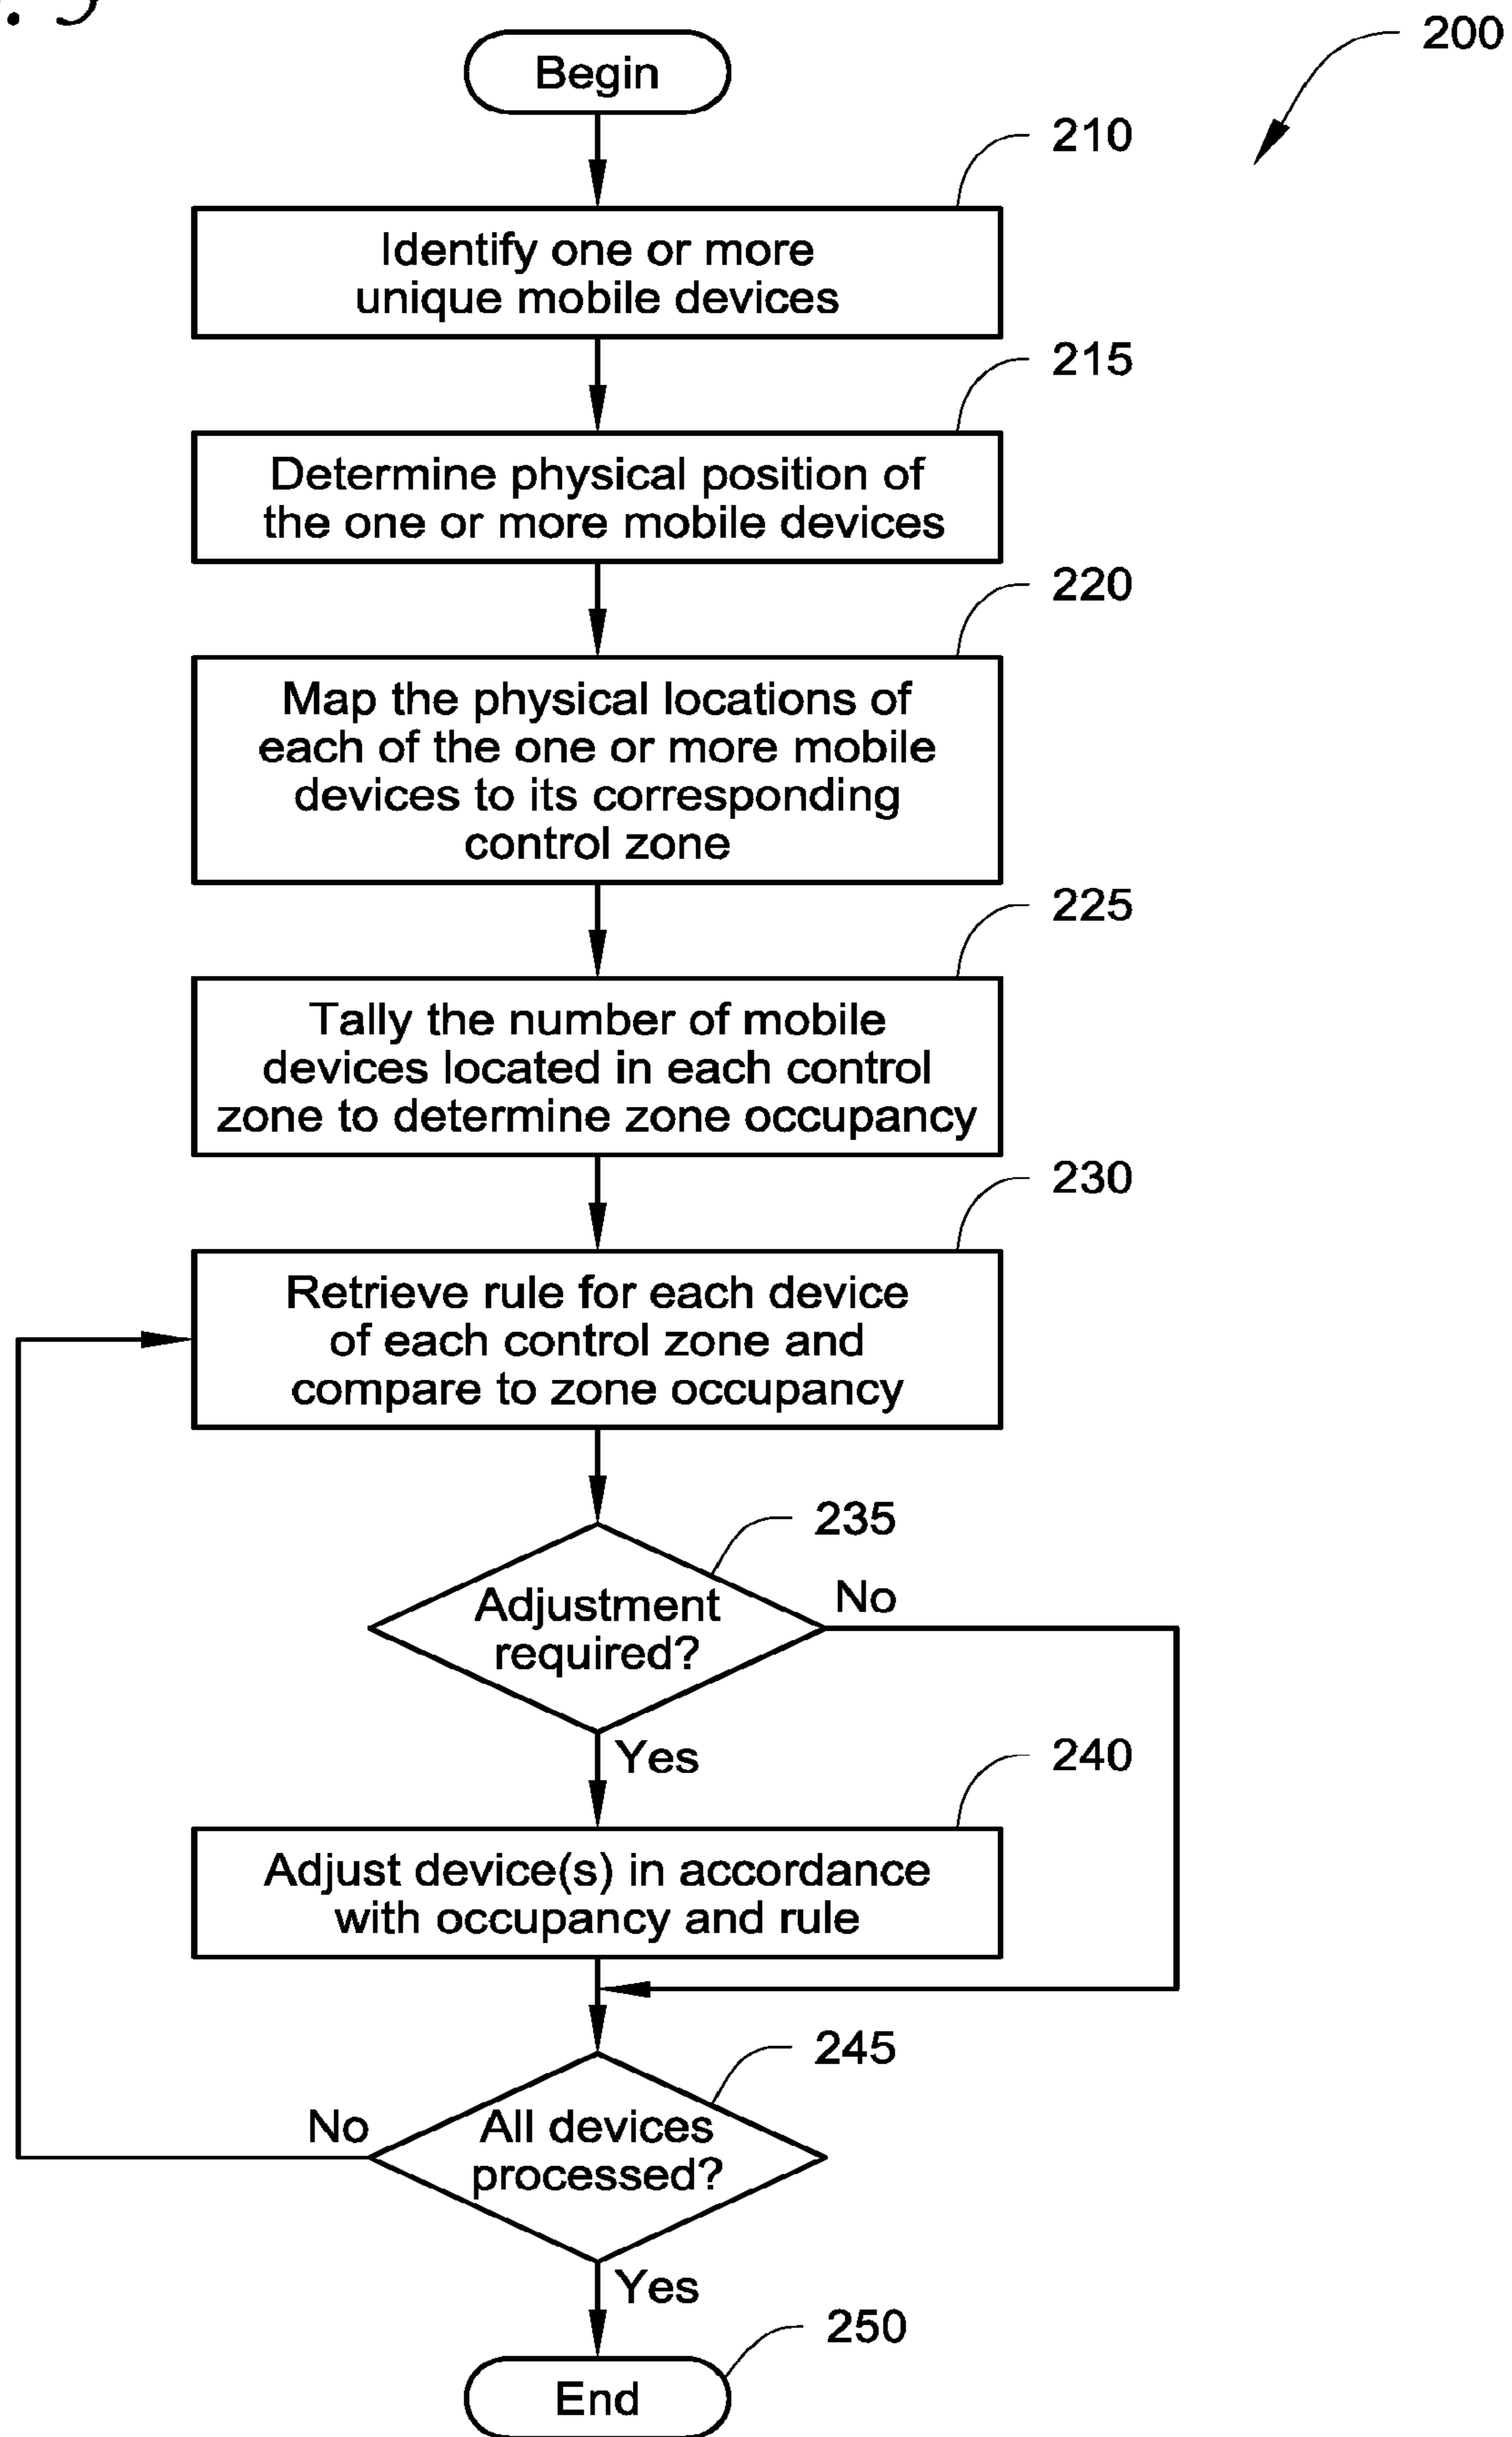 . 3
200
Begin
210
Identify one or more
unique mobile devices
215
Determine physical position of
the one or more mobile devices
220
Map the physical locations of
each of the one or more mobile
devices to its corresponding
control zone
225
Tally the number of mobile
devices located in each control
zone to determine zone occupancy
230
Retrieve rule for each device
of each control zone and
compare to zone occupancy
235
Adjustment
required?
No
Yes
240
Adjust device(s) in accordance
with occupancy and rule
245
No
All devices
processed?
Yes
250
End